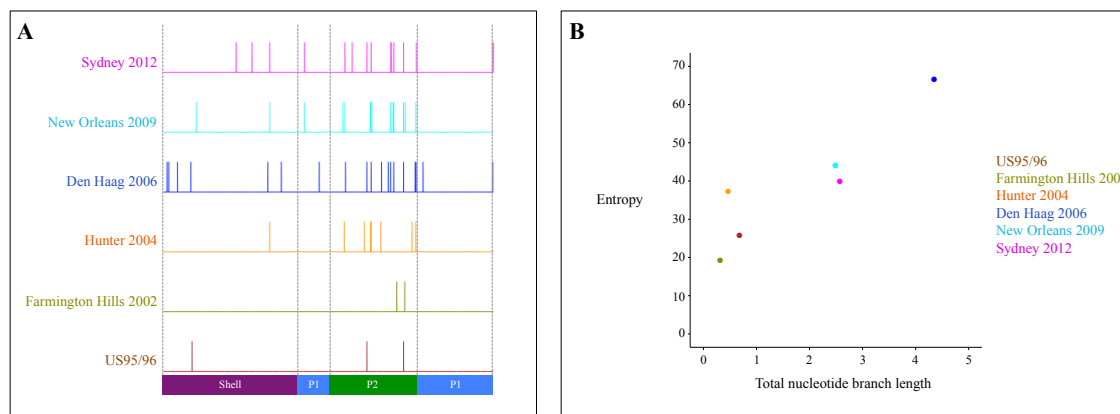 A
Sydney 2012
New Orleans 2009
Den Haag 2006
Hunter 2004
Farmington Hills 2002
US95/96
Shell P1 P2 P1
B
70
60
50
40
30
20
10
0
Entropy
0 1 2 3 4 5
Total nucleotide branch length
US95/96
Farmington Hills 200
Hunter 2004
Den Haag 2006
New Orleans 2009
Sydney 2012